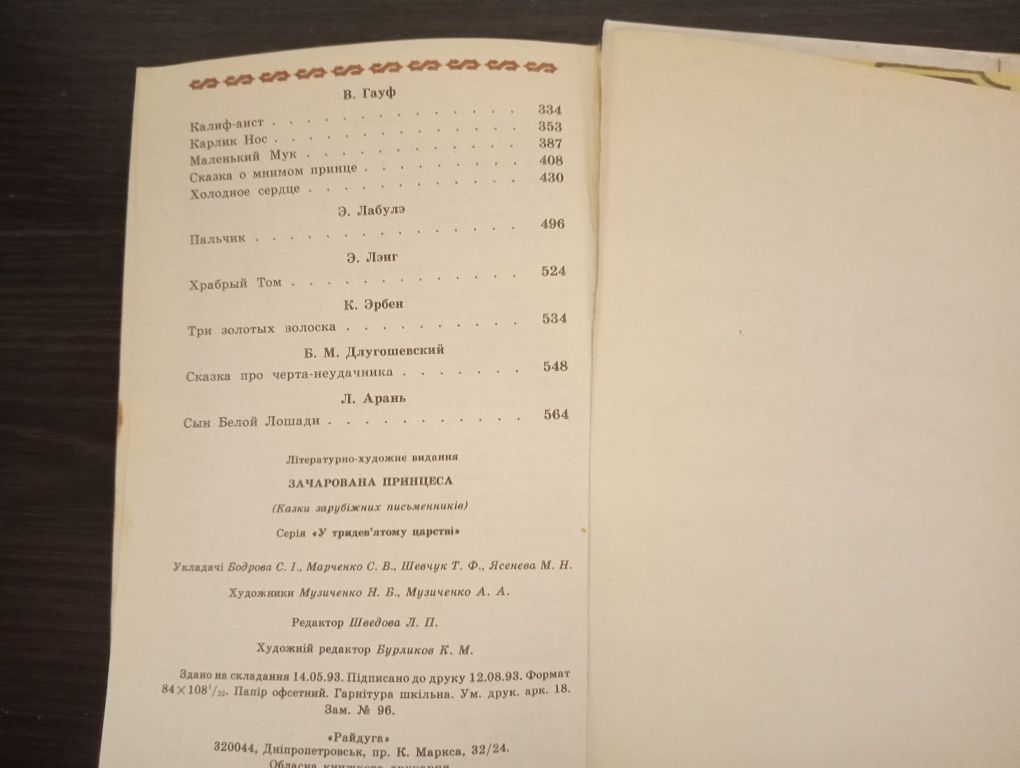 В. Гауф
Калиф-аист . . . . . . . . . . . . . . 334
Карлик Нос . . . . . . . . . . . . . . 353
Маленький Мук . . . . . . . . . . . . 387
Сказка о мнимом принце . . . . . . . . 408
Холодное сердце . . . . . . . . . . . . 430
Э. Лабулэ
Пальчик . . . . . . . . . . . . . . . 496
Э. Лэнг
Храбрый Том . . . . . . . . . . . . . 524
К. Эрбен
Три золотых волоска . . . . . . . . . . 534
Б. М. Длугошевский
Сказка про черта-неудачника . . . . . . . 548
Л. Арань
Сын Белой Лошади . . . . . . . . . . . 564
Літературно-художнє видання
ЗАЧАРОВАНА ПРИНЦЕСА
(Казки зарубіжних письменників)
Серія «У тридев'ятому царстві»
Укладачі Бодрова С. І., Марченко С. В., Шевчук Т. Ф., Ясенева М. Н.
Художники Музиченко Н. Б., Музиченко А. А.
Редактор Шведова Л. П.
Художній редактор Бурликов К. М.
Здано на складання 14.05.93. Підписано до друку 12.08.93. Формат
84×108¹/₃₂. Папір офсетний. Гарнітура шкільна. Ум. друк. арк. 18.
Зам. № 96.
«Райдуга»
320044, Дніпропетровськ, пр. К. Маркса, 32/24.
Обласна книжкова друкарня